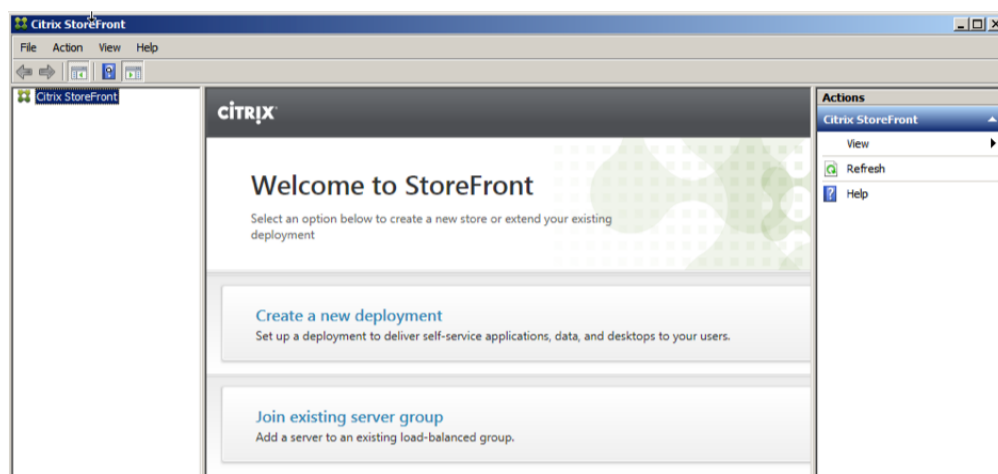 Citrix StoreFront
File Action View Help
Citrix StoreFront
CİTRIX
Welcome to StoreFront
Select an option below to create a new store or extend your existing
deployment
Create a new deployment
Set up a deployment to deliver self-service applications, data, and desktops to your users.
Join existing server group
Add a server to an existing load-balanced group.
Actions
Citrix StoreFront
View
Refresh
Help